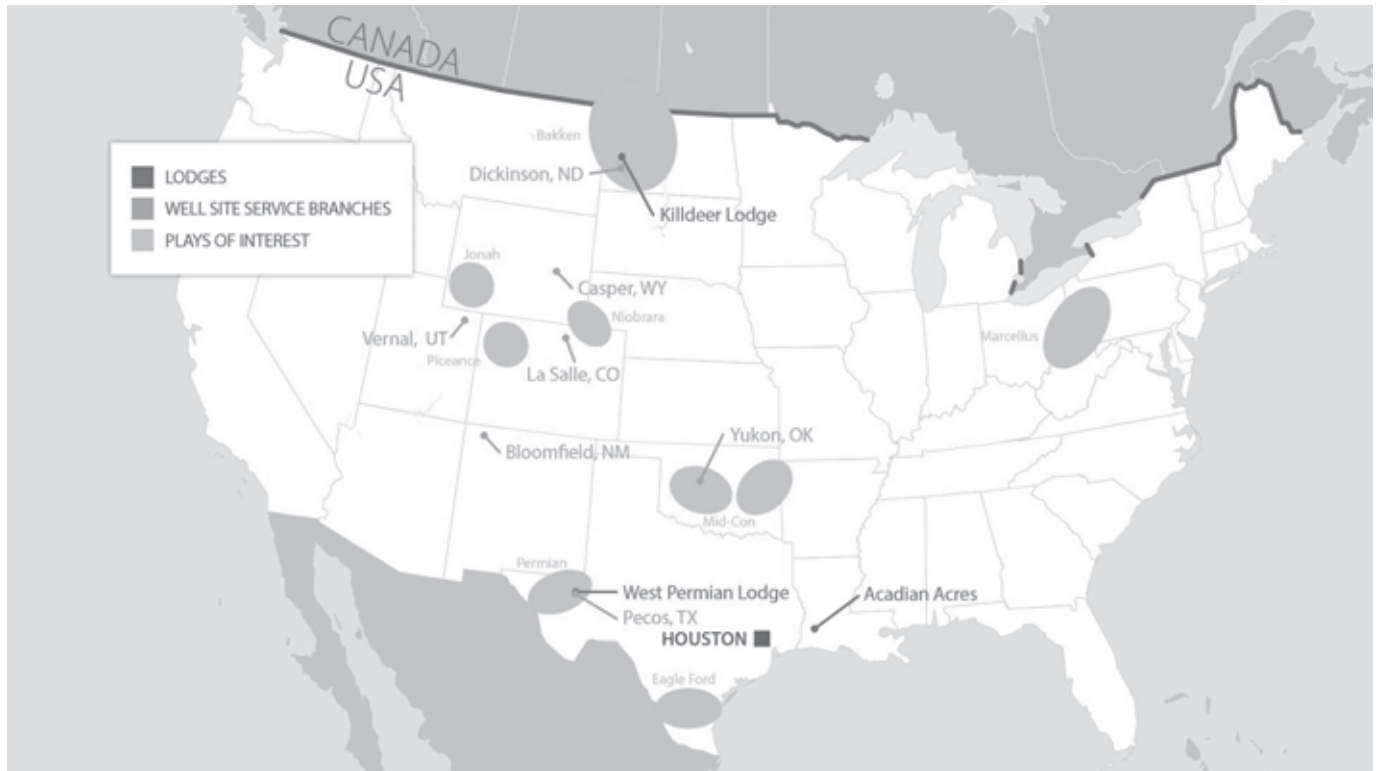 CANADA
USA
LODGES
WELL SITE SERVICE BRANCHES
PLAYS OF INTEREST
Bakken
Dickinson, ND
Killdeer Lodge
Jonah
Casper, WY
Niobrara
Vernal, UT
Piceance
La Salle, CO
Marcellus
Yukon, OK
Bloomfield, NM
Mid-Con
Permian
West Permian Lodge
Acadian Acres
Pecos, TX
HOUSTON
Eagle Ford